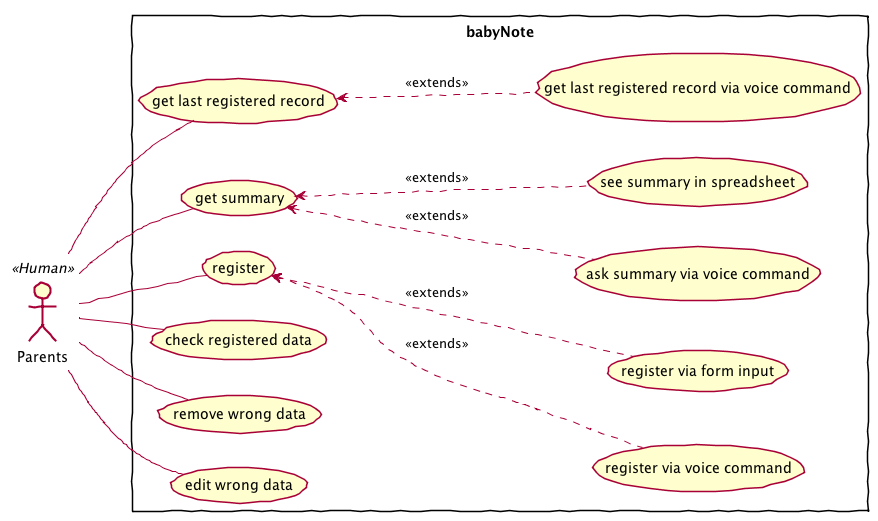 babyNote
get last registered record
«extends»
get last registered record via voice command
get summary
«extends»
see summary in spreadsheet
«extends»
ask summary via voice command
«Human»
Parents
register
«extends»
register via form input
check registered data
«extends»
register via voice command
remove wrong data
edit wrong data